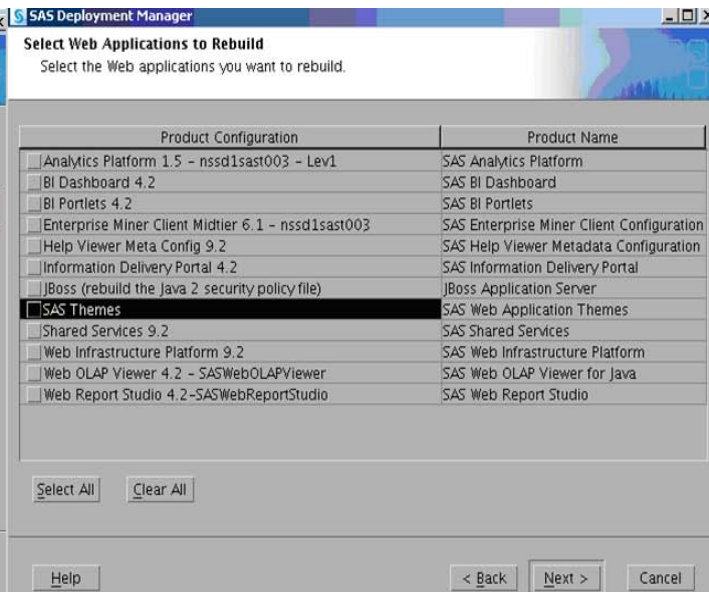 SAS Deployment Manager
Select Web Applications to Rebuild
Select the Web applications you want to rebuild.
Product Configuration Product Name
Analytics Platform 1.5 - nssd1sast003 - Lev1 SAS Analytics Platform
BI Dashboard 4.2 SAS BI Dashboard
BI Portlets 4.2 SAS BI Portlets
Enterprise Miner Client Midtier 6.1 - nssd1sast003 SAS Enterprise Miner Client Configuration
Help Viewer Meta Config 9.2 SAS Help Viewer Metadata Configuration
Information Delivery Portal 4.2 SAS Information Delivery Portal
JBoss (rebuild the Java 2 security policy file) JBoss Application Server
SAS Themes SAS Web Application Themes
Shared Services 9.2 SAS Shared Services
Web Infrastructure Platform 9.2 SAS Web Infrastructure Platform
Web OLAP Viewer 4.2 - SASWebOLAPViewer SAS Web OLAP Viewer for Java
Web Report Studio 4.2-SASWebReportStudio SAS Web Report Studio
Select All Clear All
Help < Back Next > Cancel